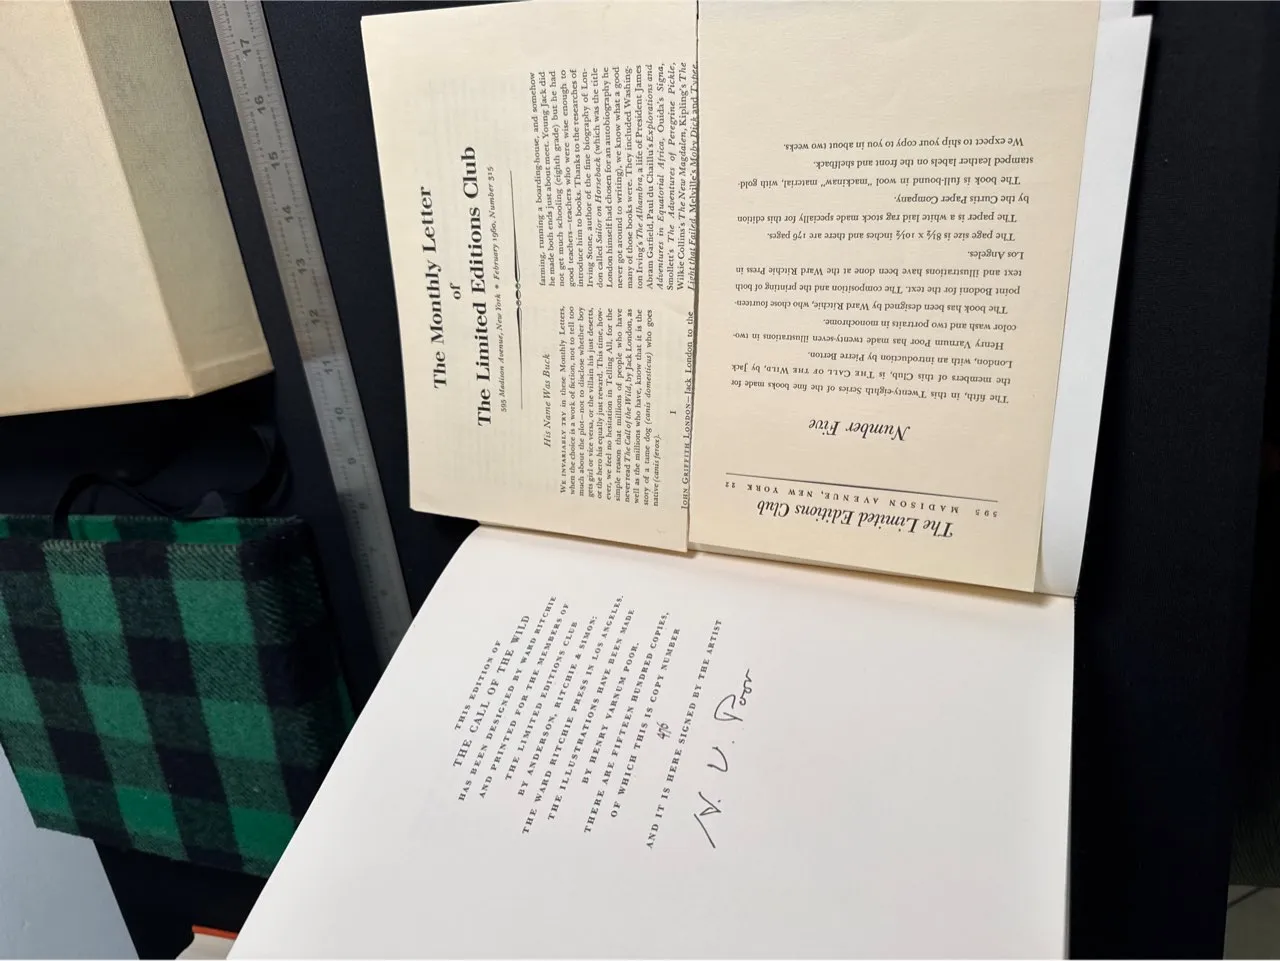 The Monthly Letter
of
The Limited Editions Club
595 Madison Avenue, New York * February 1960. Number 315
His Name Was Buck
WE INVARIABLY TRY in these Monthly Letters,
when the choice is a work of fiction, not to tell too
much about the plot—not to disclose whether boy
gets girl or vice versa, or the villain his just deserts,
or the hero his equally just reward. This time, how-
ever, we feel no hesitation in Telling All, for the
simple reason that millions of people who have
never read The Call of the Wild, by Jack London, as
well as the millions who have, know that it is the
story of a tame dog (canis domesticus) who goes
native (canis ferox).
I
JOHN GRIFFITH LONDON—Jack London to the
farming, running a boarding-house, and somehow
he made both ends just about meet. Young Jack did
not get much schooling (eighth grade) but he had
good teachers—teachers who were wise enough to
introduce him to books. Thanks to the researches of
Irving Stone, author of the fine biography of Lon-
don called Sailor on Horseback (which was the title
London himself had chosen for an autobiography he
never got around to writing), we know what a good
many of those books were. They included Washing-
ton Irving's The Alhambra, a life of President James
Abram Garfield, Paul du Chaillu's Explorations and
Adventures in Equatorial Africa, Ouida's Signa,
Smollett's The Adventures of Peregrine Pickle,
Wilkie Collins's The New Magdalen, Kipling's The
Light that Failed, Melville's Moby Dick and Typee,
The Limited Editions Club
595 MADISON AVENUE, NEW YORK 22
Number Five
The fifth, in this Twenty-eighth Series of the fine books made for
the members of this Club, is THE CALL OF THE WILD, by Jack
London, with an introduction by Pierre Berton.
Henry Varnum Poor has made twenty-seven illustrations in two-
color wash and two portraits in monochrome.
The book has been designed by Ward Ritchie, who chose fourteen-
point Bodoni for the text. The composition and the printing of both
text and illustrations have been done at the Ward Ritchie Press in
Los Angeles.
The page size is 8½ x 10½ inches and there are 176 pages.
The paper is a white laid rag stock made specially for this edition
by the Curtis Paper Company.
The book is full-bound in wool "mackinaw" material, with gold-
stamped leather labels on the front and shelfback.
We expect to ship your copy to you in about two weeks.
THIS EDITION OF
THE CALL OF THE WILD
HAS BEEN DESIGNED BY WARD RITCHIE
AND PRINTED FOR THE MEMBERS OF
THE LIMITED EDITIONS CLUB
BY ANDERSON, RITCHIE & SIMON:
THE WARD RITCHIE PRESS IN LOS ANGELES.
THE ILLUSTRATIONS HAVE BEEN MADE
BY HENRY VARNUM POOR.
THERE ARE FIFTEEN HUNDRED COPIES,
OF WHICH THIS IS COPY NUMBER
476
AND IT IS HERE SIGNED BY THE ARTIST
H. V. Poor
17
16
15
14
13
12
11
10
9
8
7